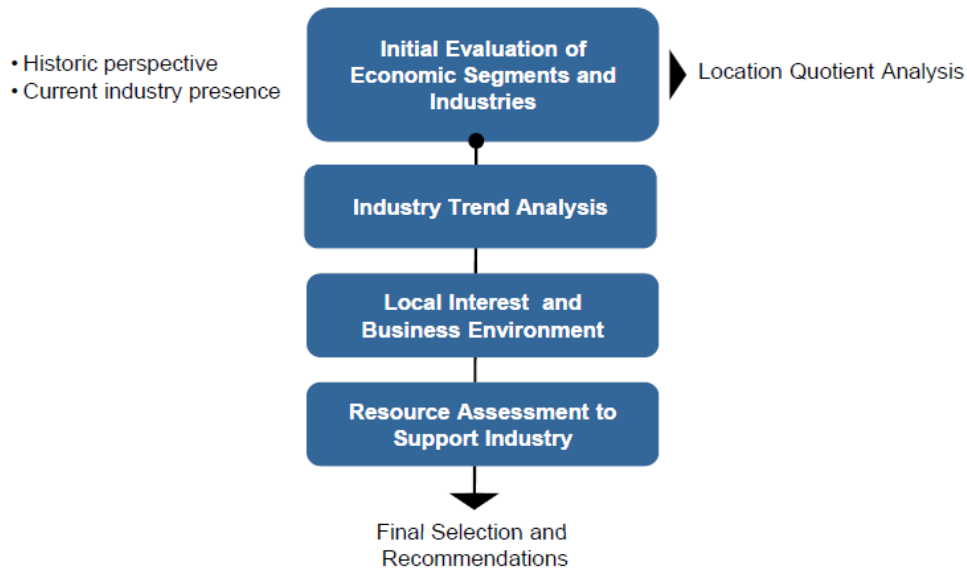 • Historic perspective
• Current industry presence
Initial Evaluation of
Economic Segments and
Industries
Location Quotient Analysis
Industry Trend Analysis
Local Interest and
Business Environment
Resource Assessment to
Support Industry
Final Selection and
Recommendations